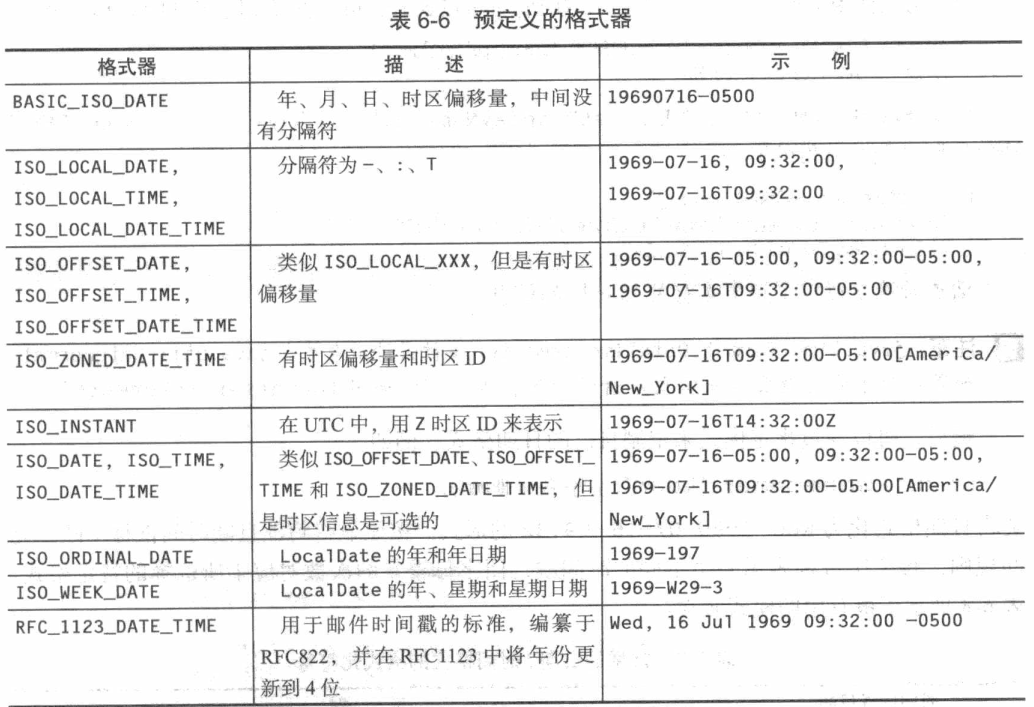 表 6-6 预定义的格式器
格式器 描 述 示 例
BASIC_ISO_DATE 年、月、日、时区偏移量，中间没 19690716-0500
有分隔符
ISO_LOCAL_DATE, 分隔符为 -、:、T 1969-07-16, 09:32:00,
ISO_LOCAL_TIME, 1969-07-16T09:32:00
ISO_LOCAL_DATE_TIME
ISO_OFFSET_DATE, 类似 ISO_LOCAL_XXX，但是有时区 1969-07-16-05:00, 09:32:00-05:00,
ISO_OFFSET_TIME, 偏移量 1969-07-16T09:32:00-05:00
ISO_OFFSET_DATE_TIME
ISO_ZONED_DATE_TIME 有时区偏移量和时区 ID 1969-07-16T09:32:00-05:00[America/
New_York]
ISO_INSTANT 在 UTC 中，用 Z 时区 ID 来表示 1969-07-16T14:32:00Z
ISO_DATE, ISO_TIME, 类似 ISO_OFFSET_DATE、ISO_OFFSET_ 1969-07-16-05:00, 09:32:00-05:00,
ISO_DATE_TIME TIME 和 ISO_ZONED_DATE_TIME，但 1969-07-16T09:32:00-05:00[America/
是时区信息是可选的 New_York]
ISO_ORDINAL_DATE LocalDate 的年和年日期 1969-197
ISO_WEEK_DATE LocalDate 的年、星期和星期日期 1969-W29-3
RFC_1123_DATE_TIME 用于邮件时间戳的标准，编纂于 Wed, 16 Jul 1969 09:32:00 -0500
RFC822，并在 RFC1123 中将年份更
新到 4 位